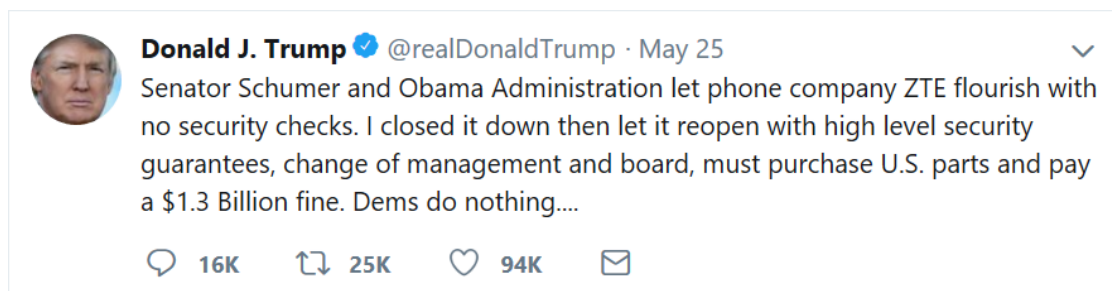 Donald J. Trump @realDonaldTrump · May 25
Senator Schumer and Obama Administration let phone company ZTE flourish with
no security checks. I closed it down then let it reopen with high level security
guarantees, change of management and board, must purchase U.S. parts and pay
a $1.3 Billion fine. Dems do nothing....
16K 25K 94K